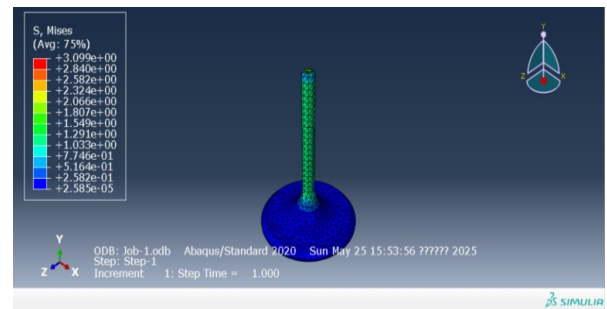 S, Mises
(Avg: 75%)
+3.099e+00
+2.840e+00
+2.582e+00
+2.324e+00
+2.066e+00
+1.807e+00
+1.549e+00
+1.291e+00
+1.033e+00
+7.746e-01
+5.164e-01
+2.582e-01
+2.585e-05
Y
Z X
Y
Z X
ODB: Job-1.odb Abaqus/Standard 2020 Sun May 25 15:53:56 ?????? 2025
Step: Step-1
Increment 1: Step Time = 1.000
SIMULIA